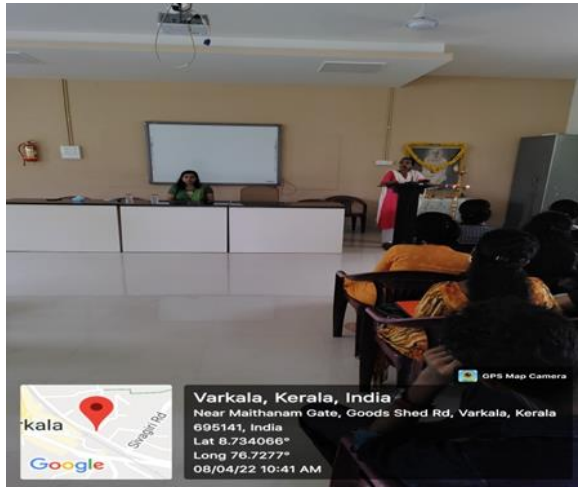 GPS Map Camera
rkala
Sivagiri Rd
Google
Varkala, Kerala, India
Near Maithanam Gate, Goods Shed Rd, Varkala, Kerala
695141, India
Lat 8.734066°
Long 76.7277°
08/04/22 10:41 AM